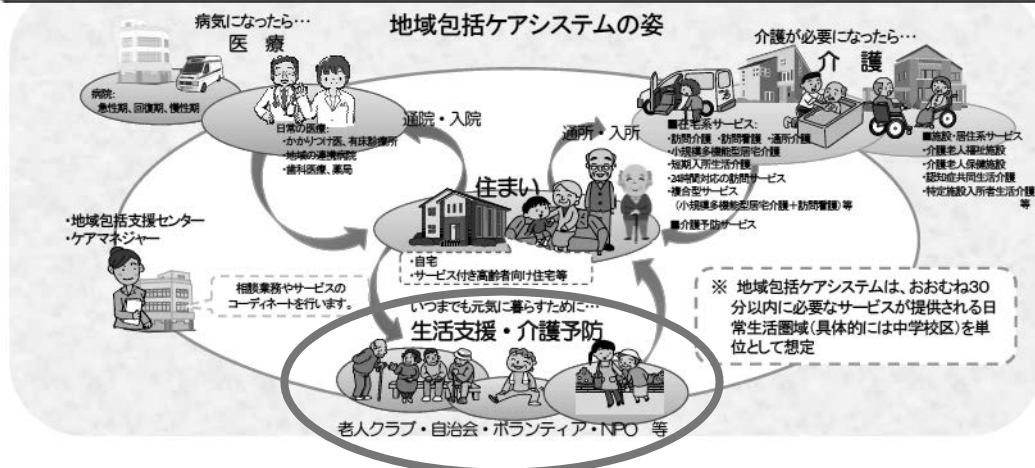 地域包括ケアシステムの姿
病気になったら…
医 療
病院:
急性期、回復期、慢性期
日常の医療:
・かかりつけ医、有床診療所
・地域の連携病院
・歯科医療、薬局
通院・入院
通所・入所
介護が必要になったら…
介 護
■在宅系サービス:
・訪問介護 ・訪問看護 ・通所介護
・小規模多機能型居宅介護
・短期入所生活介護
・24時間対応の訪問サービス
・複合型サービス
(小規模多機能型居宅介護+訪問看護)等
■介護予防サービス
■施設・居住系サービス
・介護老人福祉施設
・介護老人保健施設
・認知症共同生活介護
・特定施設入所者生活介護
等
住まい
・自宅
・サービス付き高齢者向け住宅等
・地域包括支援センター
・ケアマネジャー
相談業務やサービスの
コーディネートを行います。
いつまでも元気に暮らすために…
生活支援・介護予防
老人クラブ・自治会・ボランティア・NPO 等
※ 地域包括ケアシステムは、おおむね30
分以内に必要なサービスが提供される日
常生活圏域(具体的には中学校区)を単
位として想定